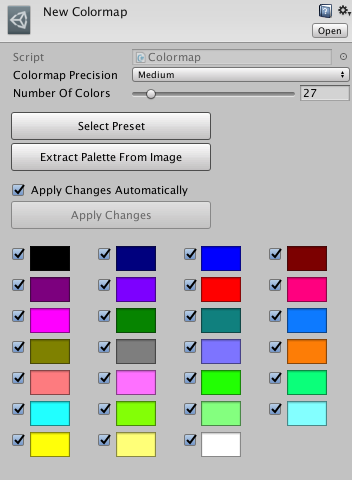 New Colormap
Open
Script
Colormap
Colormap Precision
Medium
Number Of Colors
27
Select Preset
Extract Palette From Image
Apply Changes Automatically
Apply Changes